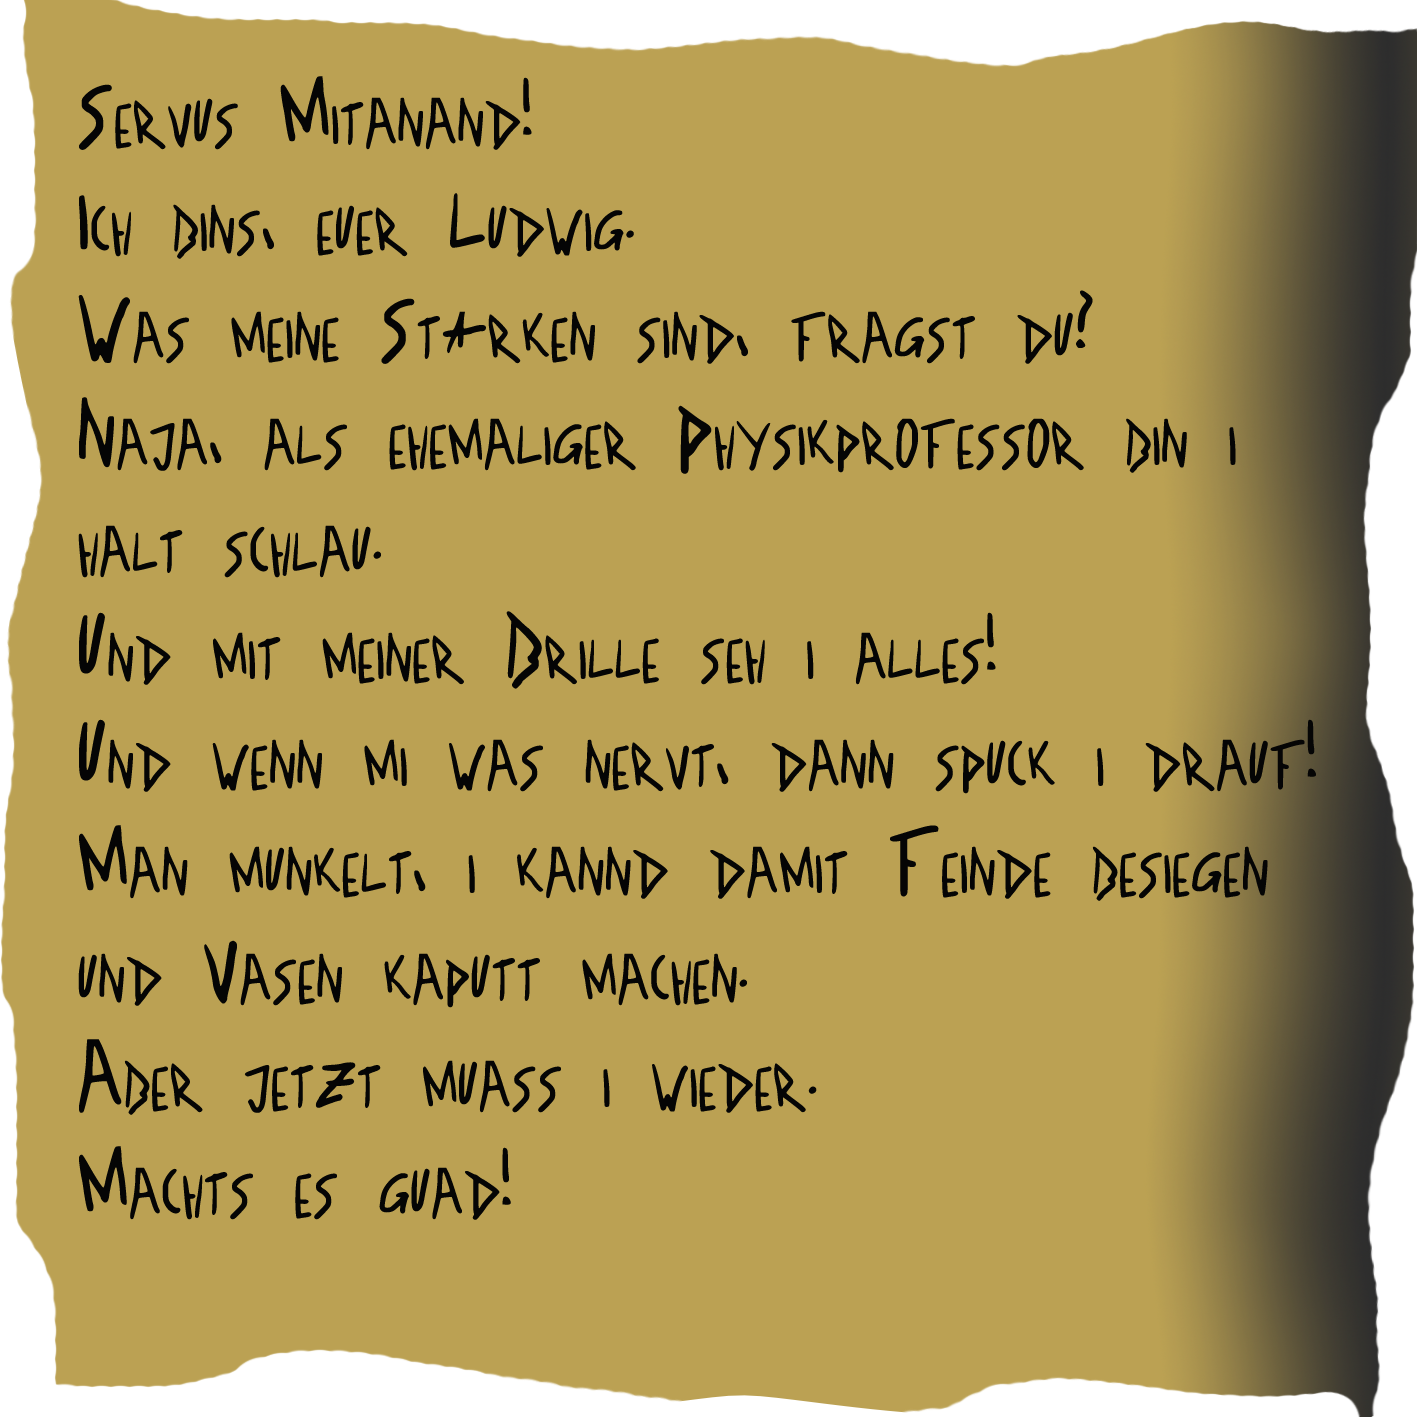 Servus Mitanand!
Ich bins, euer Ludwig.
Was meine Stärken sind, fragst du?
Naja, als ehemaliger Physikprofessor bin i
halt schlau.
Und mit meiner Brille seh i alles!
Und wenn mi was nervt, dann spuck i drauf!
Man munkelt, i kannd damit Feinde besiegen
und Vasen kaputt machen.
Aber jetzt muass i wieder.
Machts es guad!